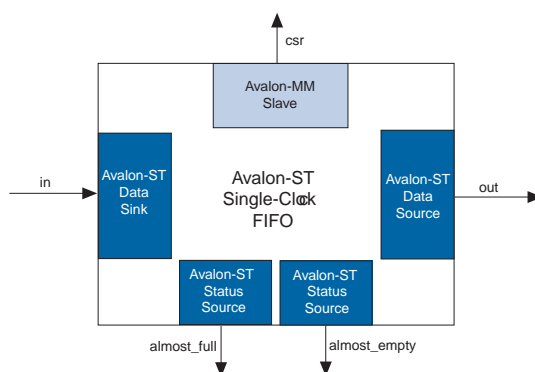 csr
Avalon-MM
Slave
in
Avalon-ST
Data
Sink
Avalon-ST
Single-Clock
FIFO
Avalon-ST
Data
Source
out
Avalon-ST
Status
Source
Avalon-ST
Status
Source
almost_full
almost_empty